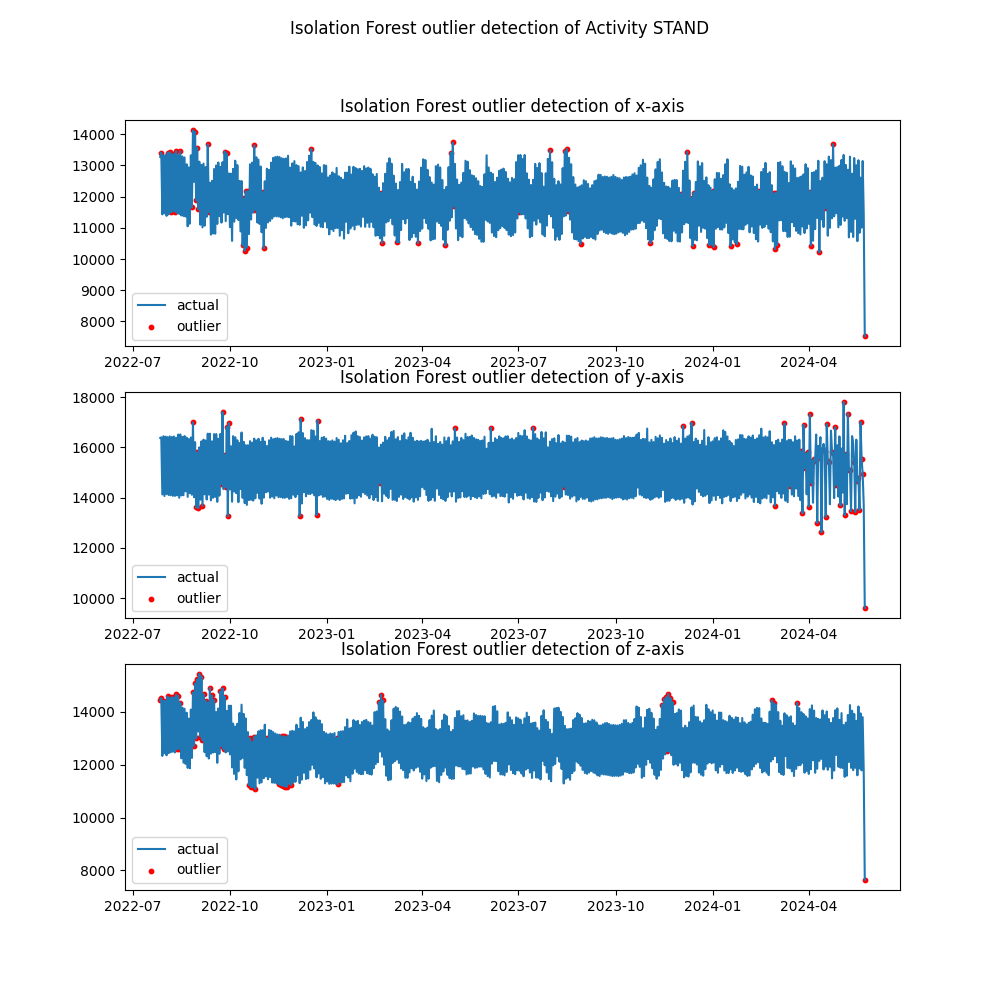 Isolation Forest outlier detection of Activity STAND
Isolation Forest outlier detection of x-axis
14000
13000
12000
11000
10000
9000
8000
actual
outlier
2022-07 2022-10 2023-01 2023-04 2023-07 2023-10 2024-01 2024-04
Isolation Forest outlier detection of y-axis
18000
16000
14000
12000
10000
actual
outlier
2022-07 2022-10 2023-01 2023-04 2023-07 2023-10 2024-01 2024-04
Isolation Forest outlier detection of z-axis
14000
12000
10000
8000
actual
outlier
2022-07 2022-10 2023-01 2023-04 2023-07 2023-10 2024-01 2024-04